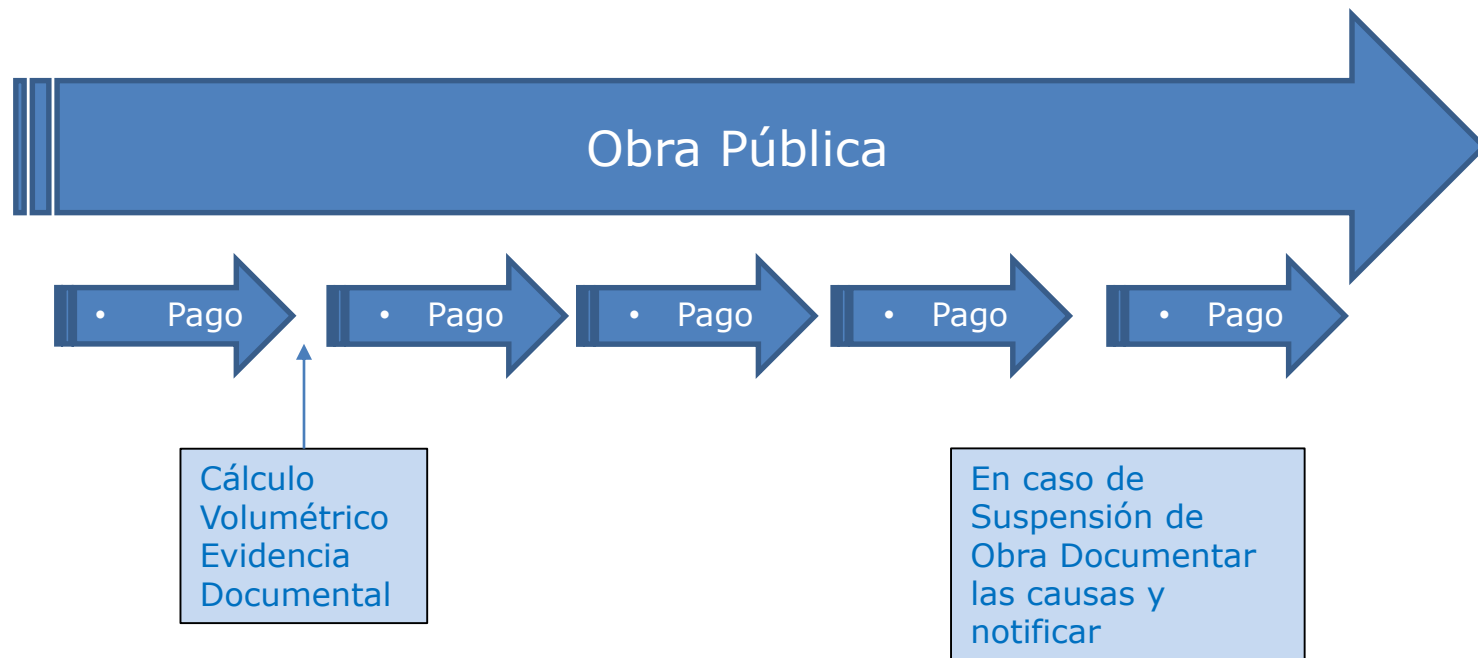 Obra Pública
• Pago
• Pago
• Pago
• Pago
• Pago
Cálculo
Volumétrico
Evidencia
Documental
En caso de
Suspensión de
Obra Documentar
las causas y
notificar